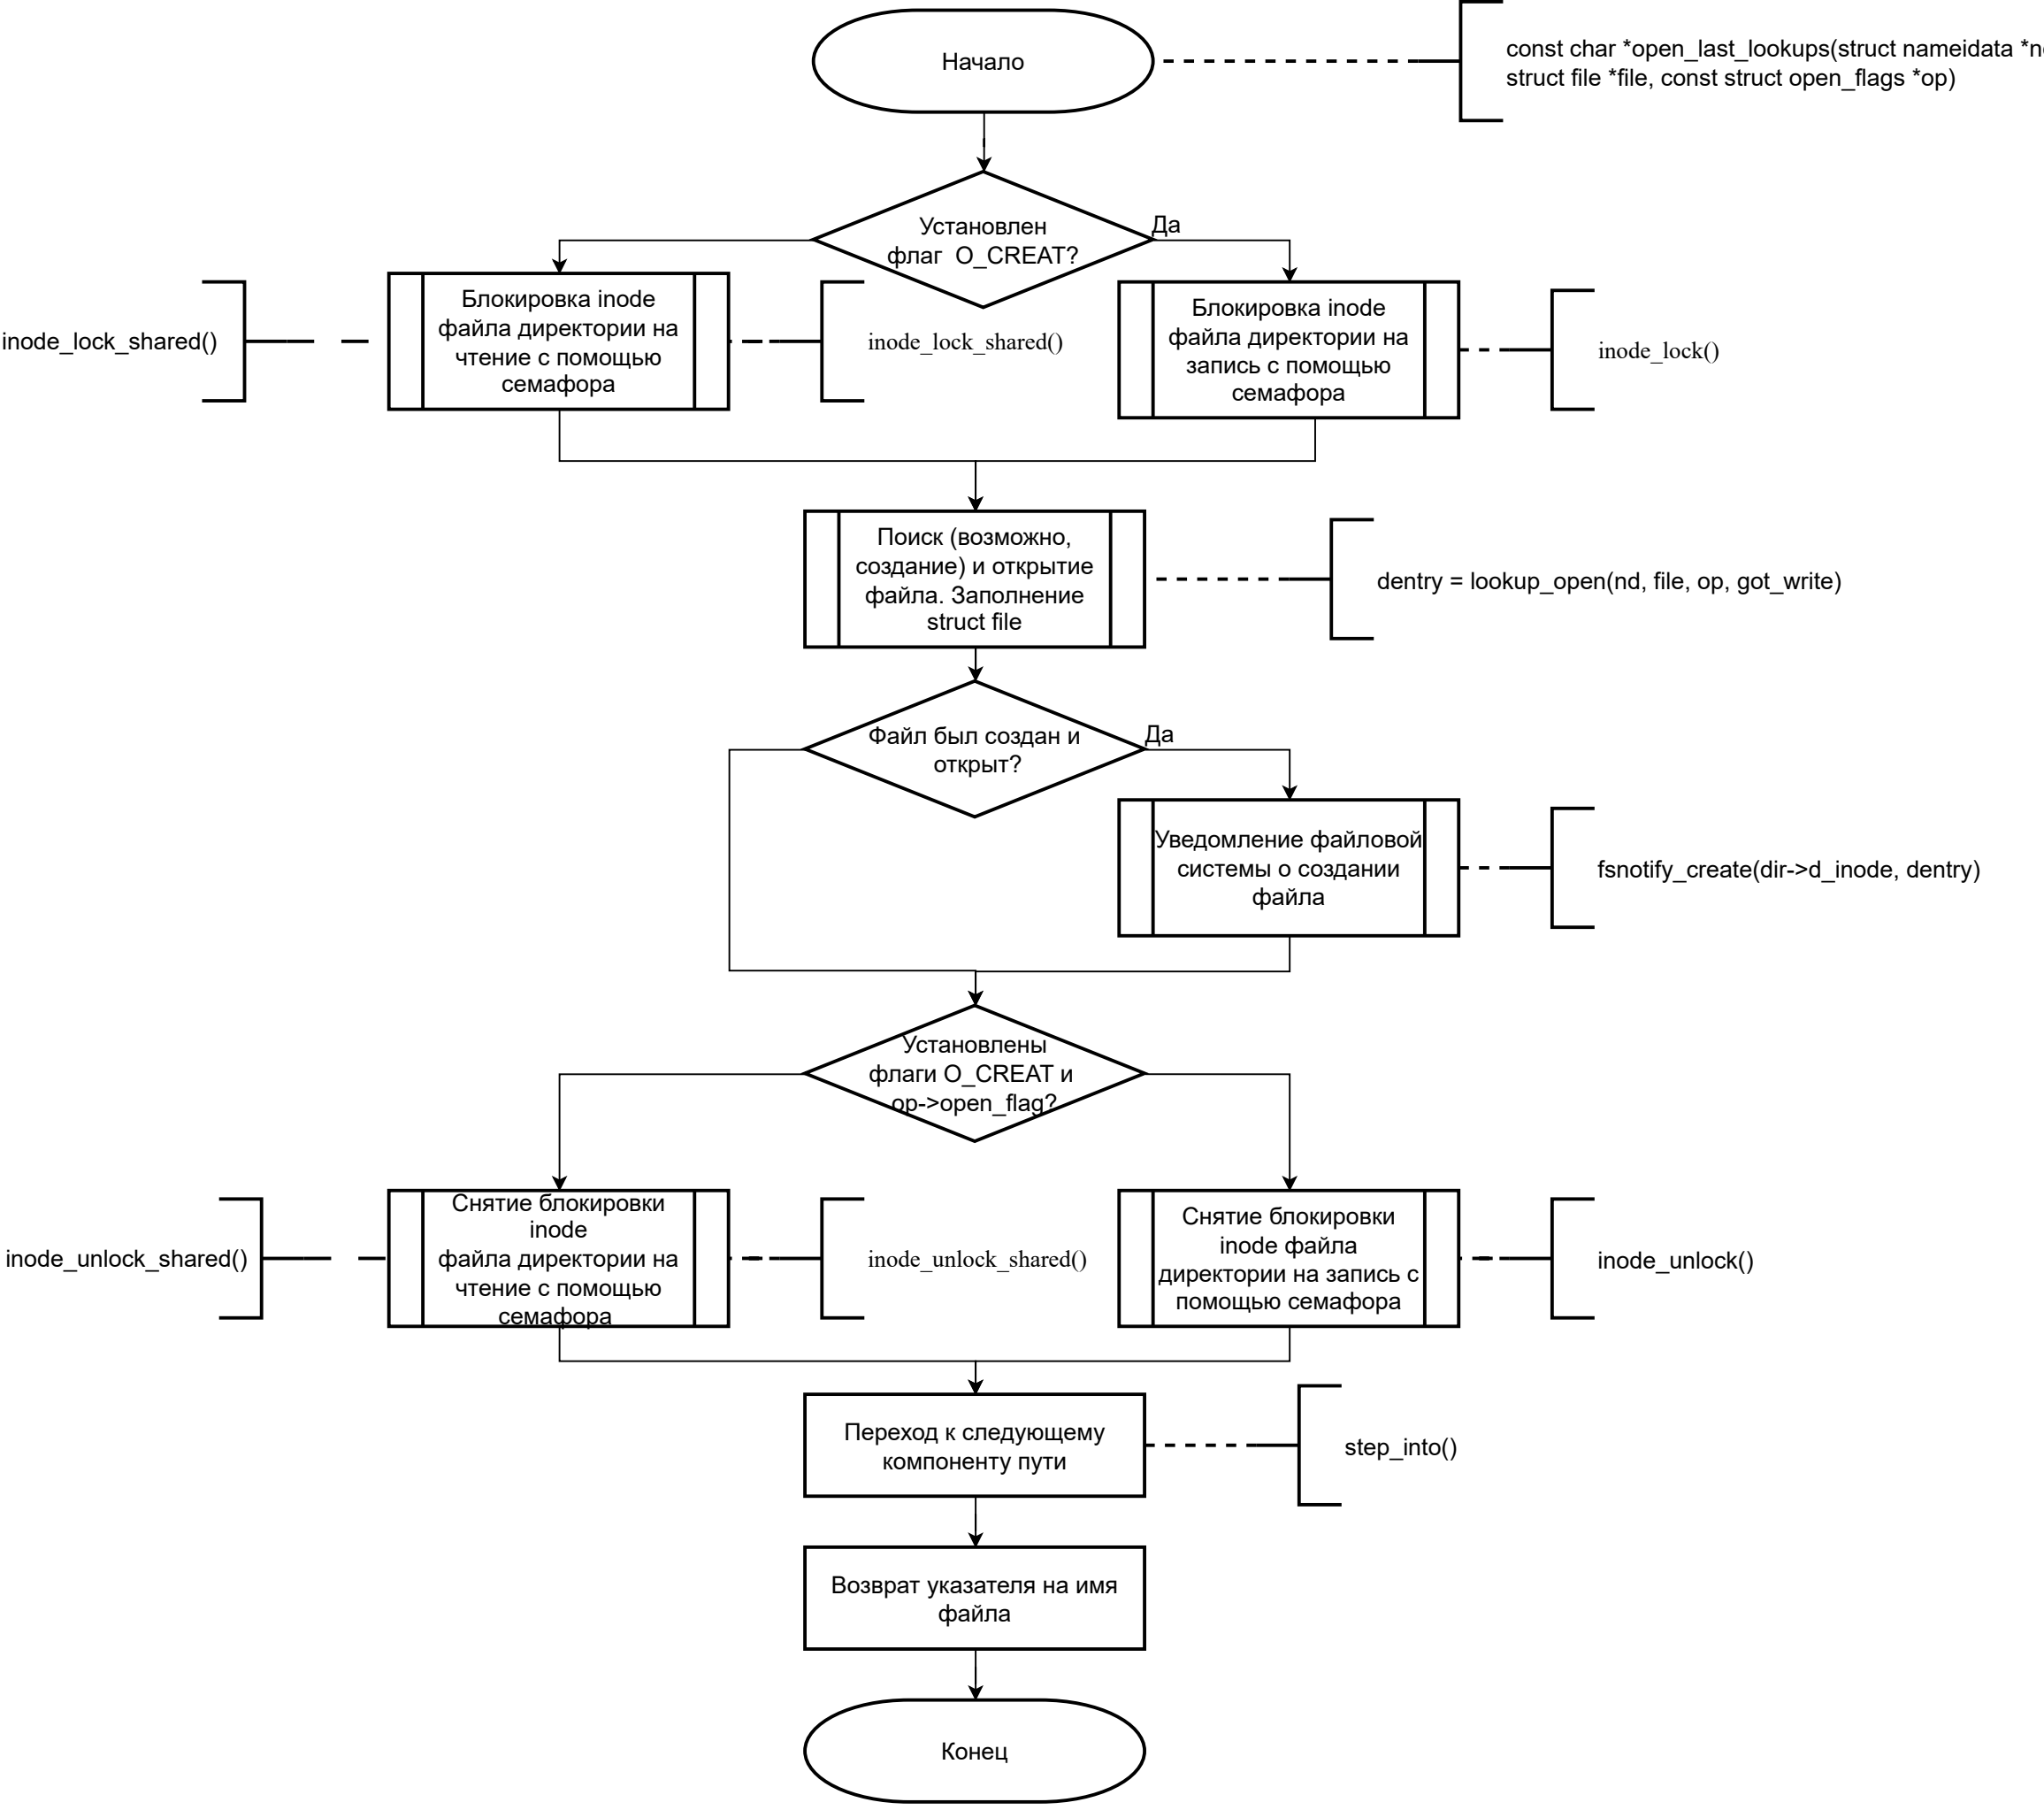 Начало
const char *open_last_lookups(struct nameidata *n
struct file *file, const struct open_flags *op)
Установлен
флаг O_CREAT?
Да
inode_lock_shared()
Блокировка inode
файла директории на
чтение с помощью
семафора
inode_lock_shared()
Блокировка inode
файла директории на
запись с помощью
семафора
inode_lock()
Поиск (возможно,
создание) и открытие
файла. Заполнение
struct file
dentry = lookup_open(nd, file, op, got_write)
Файл был создан и
открыт?
Да
Уведомление файловой
системы о создании
файла
fsnotify_create(dir->d_inode, dentry)
Установлены
флаги O_CREAT и
op->open_flag?
inode_unlock_shared()
Снятие блокировки
inode
файла директории на
чтение с помощью
семафора
inode_unlock_shared()
Снятие блокировки
inode файла
директории на запись с
помощью семафора
inode_unlock()
Переход к следующему
компоненту пути
step_into()
Возврат указателя на имя
файла
Конец